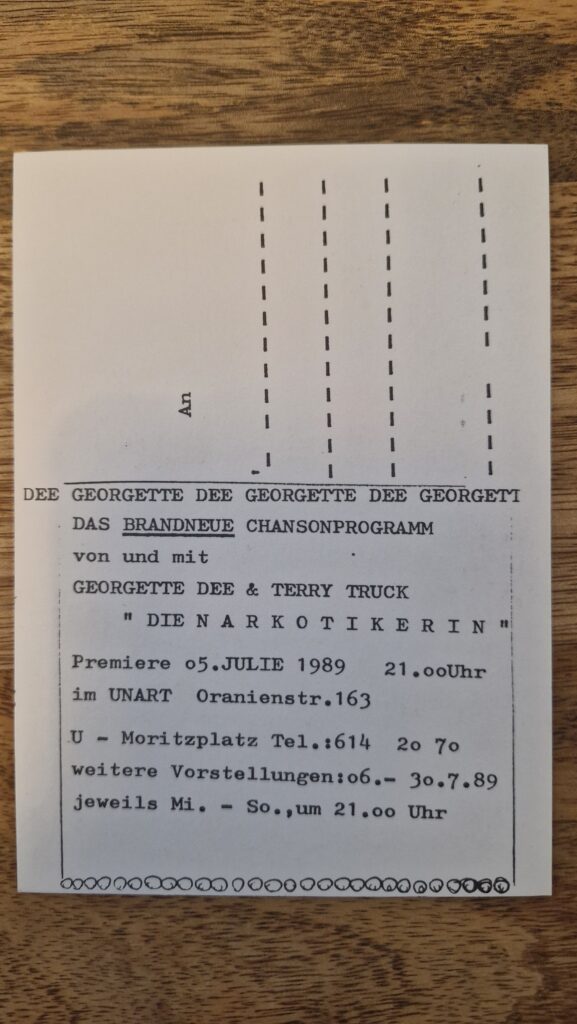 An
DEE GEORGETTE DEE GEORGETTE DEE GEORGETT
DAS BRANDNEUE CHANSONPROGRAMM
von und mit
GEORGETTE DEE & TERRY TRUCK
" DIE N A R K O T I K E R I N "
Premiere o5.JULIE 1989 21.ooUhr
im UNART Oranienstr.163
U - Moritzplatz Tel.:614 2o 7o
weitere Vorstellungen:o6.- 3o.7.89
jeweils Mi. - So.,um 21.oo Uhr